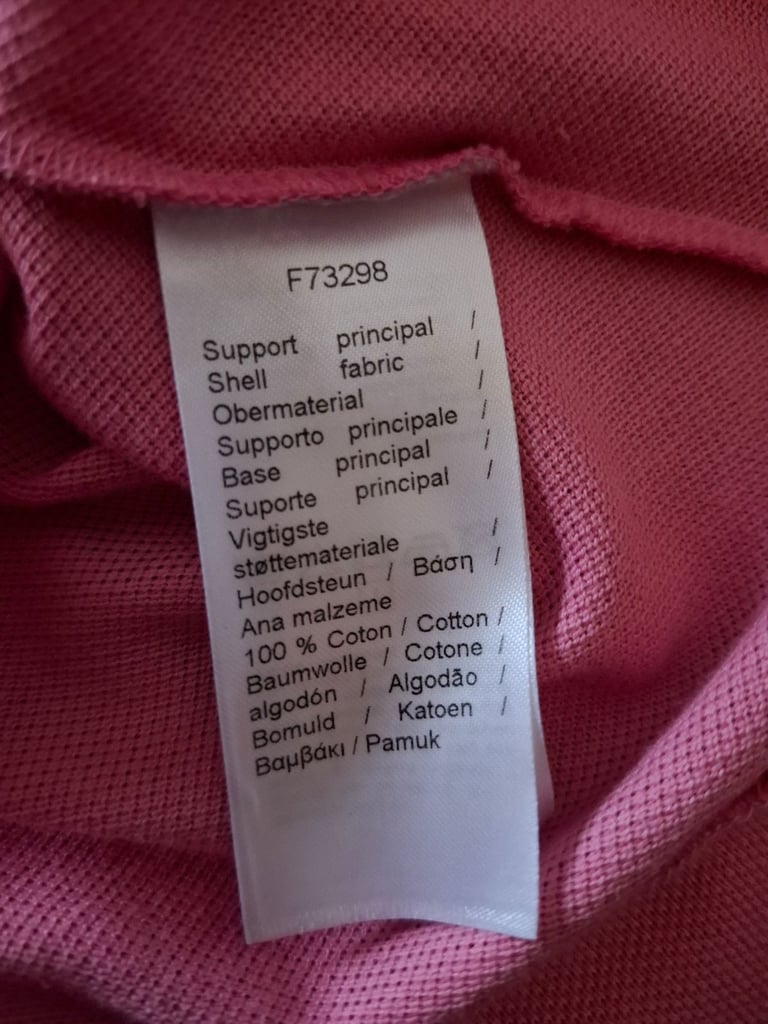 F73298
Support principal /
Shell fabric /
Obermaterial /
Supporto principale /
Base principal /
Suporte principal /
Vigtigste
støttemateriale /
Hoofdsteun / Βάση /
Ana malzeme
100 % Coton / Cotton /
Baumwolle / Cotone /
algodón / Algodão /
Bomuld / Katoen /
Βαμβάκι / Pamuk